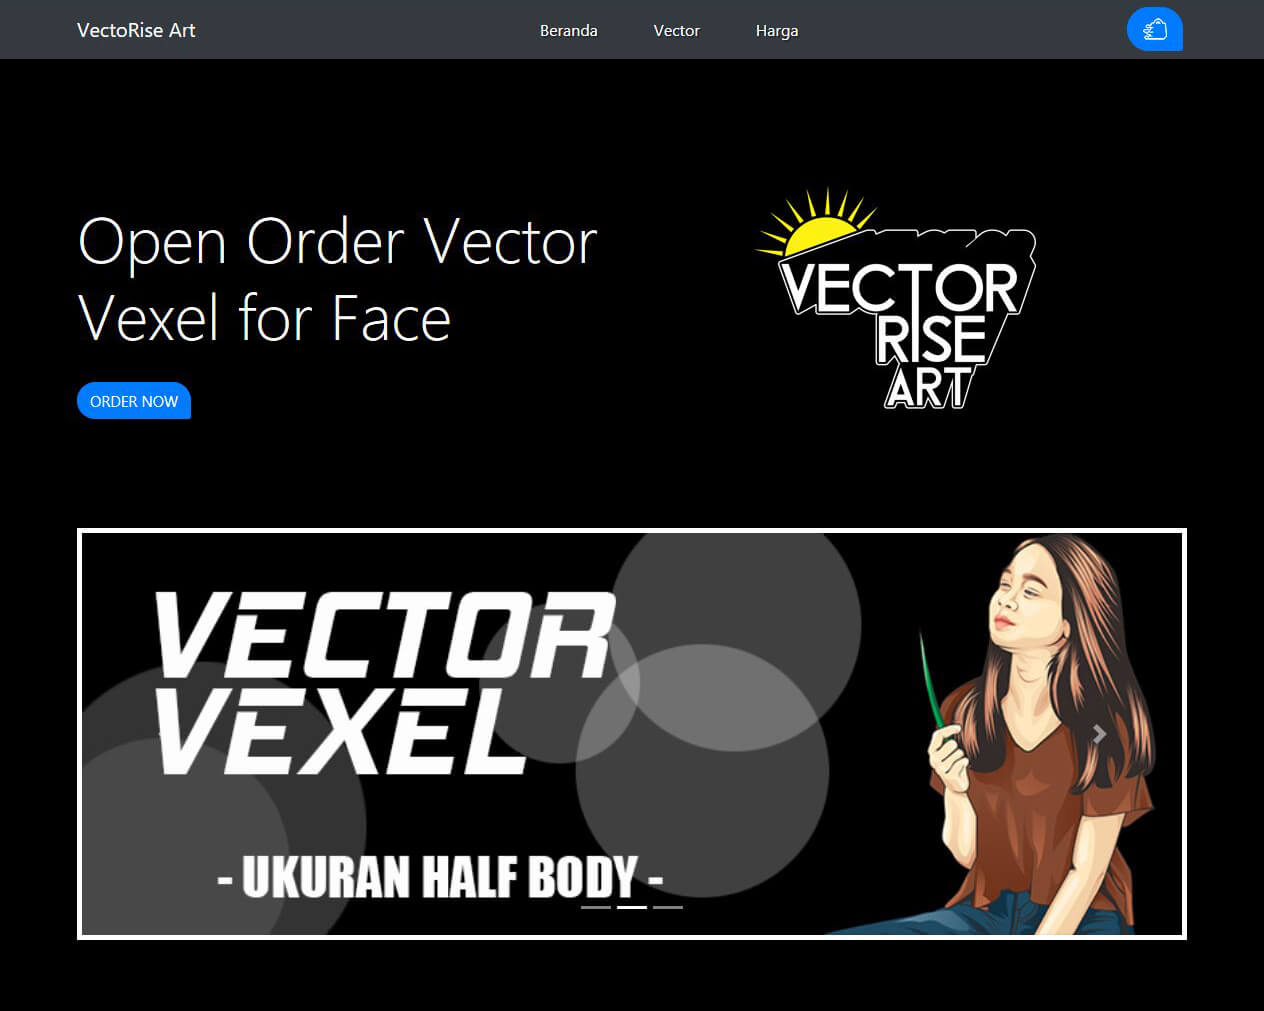 VectoRise Art
Beranda
Vector
Harga
Open Order Vector
Vexel for Face
ORDER NOW
VECTOR
RISE
ART
VECTOR
VEXEL
- UKURAN HALF BODY -